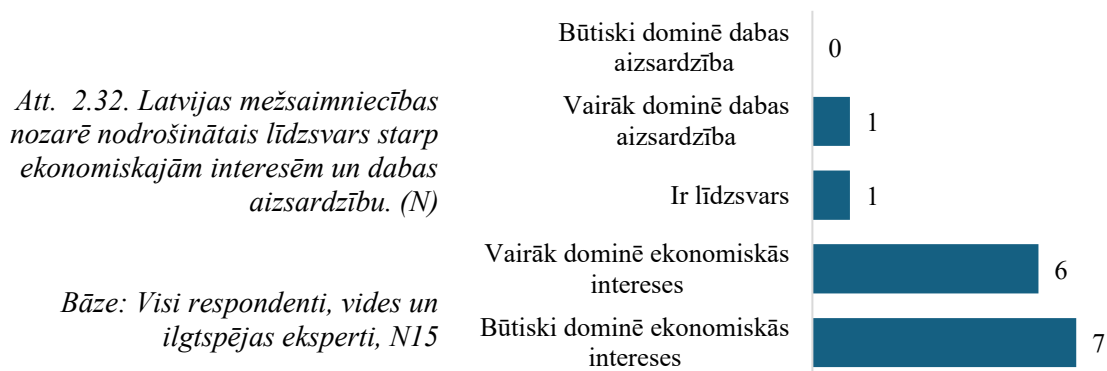 Att. 2.32. Latvijas mežsaimniecības
nozarē nodrošinātais līdzsvars starp
ekonomiskajām interesēm un dabas
aizsardzību. (N)
Bāze: Visi respondenti, vides un
ilgtspējas eksperti, N15
Būtiski dominē dabas
aizsardzība
0
Vairāk dominē dabas
aizsardzība
1
Ir līdzsvars
1
Vairāk dominē ekonomiskās
intereses
6
Būtiski dominē ekonomiskās
intereses
7